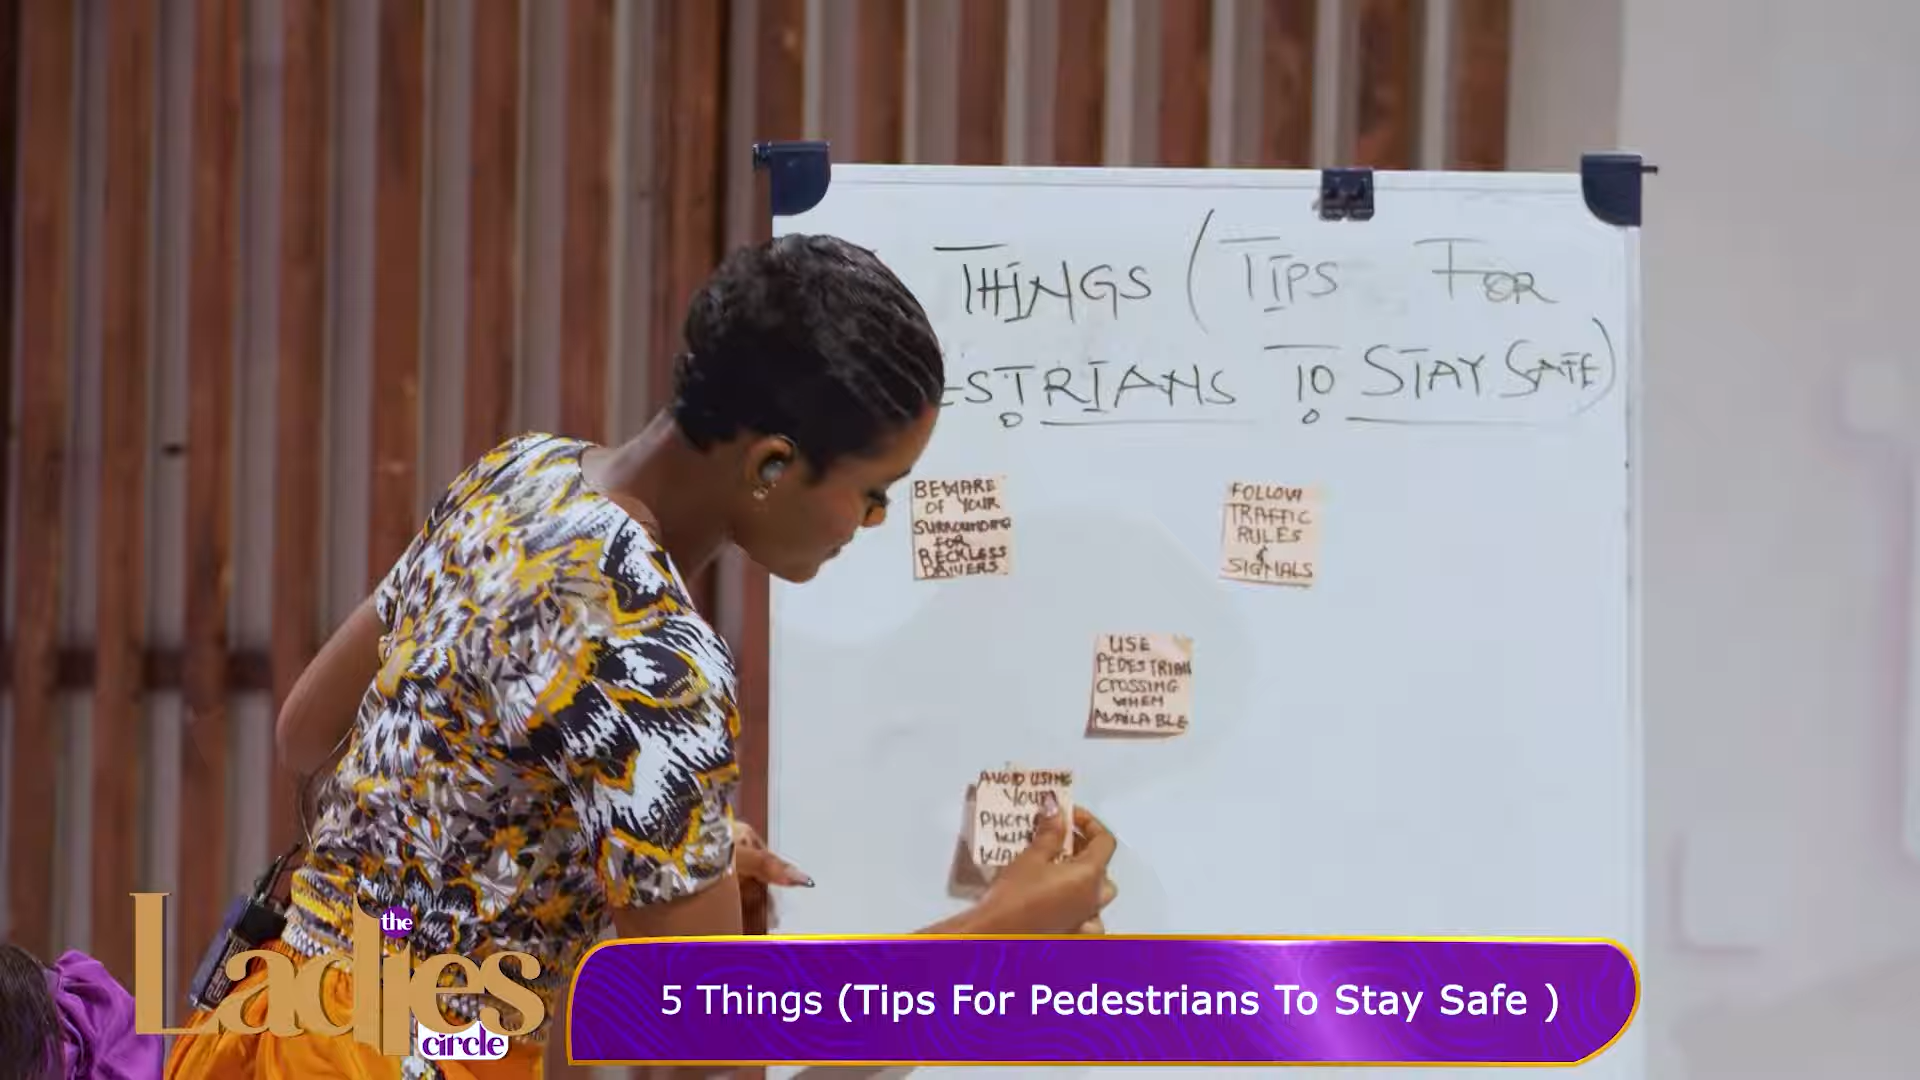 THINGS (TIPS FOR
ESTRIANS TO STAY SAFE)
BEWARE
OF YOUR
SURROUNDING
FOR
RECKLESS
DRIVERS
FOLLOW
TRAFFIC
RULES
&
SIGNALS
USE
PEDESTRIAN
CROSSING
WHEN
AVAILABLE
AVOID USING
YOUR
PHONE
the
Ladies
circle
5 Things (Tips For Pedestrians To Stay Safe )